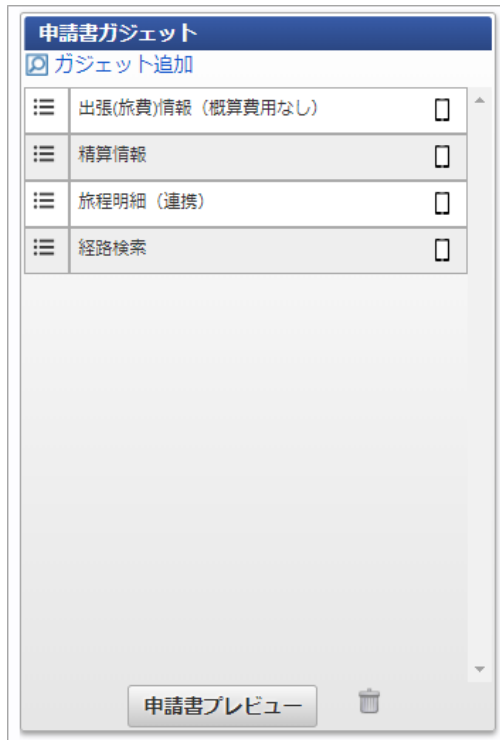 申請書ガジェット
ガジェット追加
出張(旅費)情報（概算費用なし）
精算情報
旅程明細（連携）
経路検索
申請書プレビュー